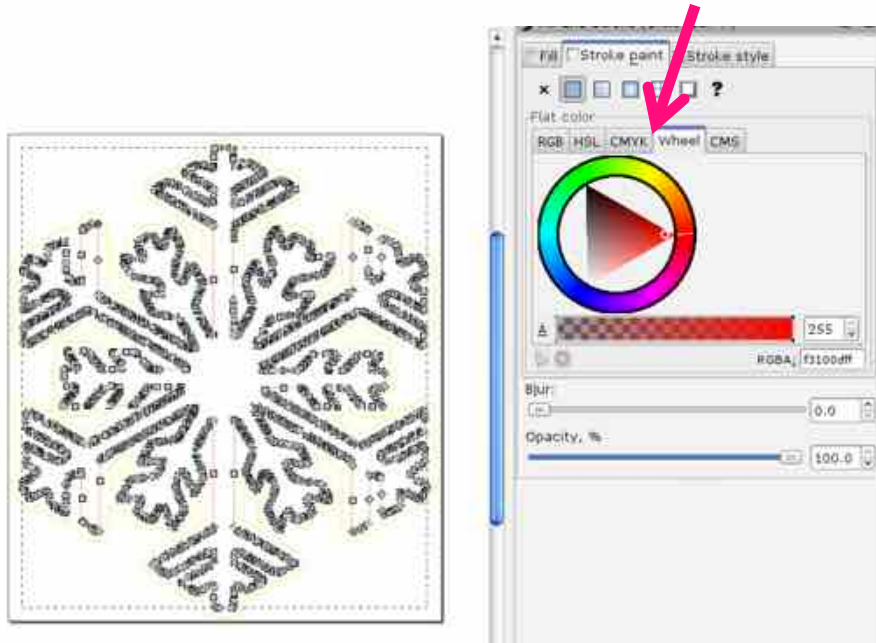 Fill Stroke paint Stroke style
?
Flat color
RGB HSL CMYK Wheel CMS
A 255
RGBA: f3100dff
Blur:
0.0
Opacity, %
100.0